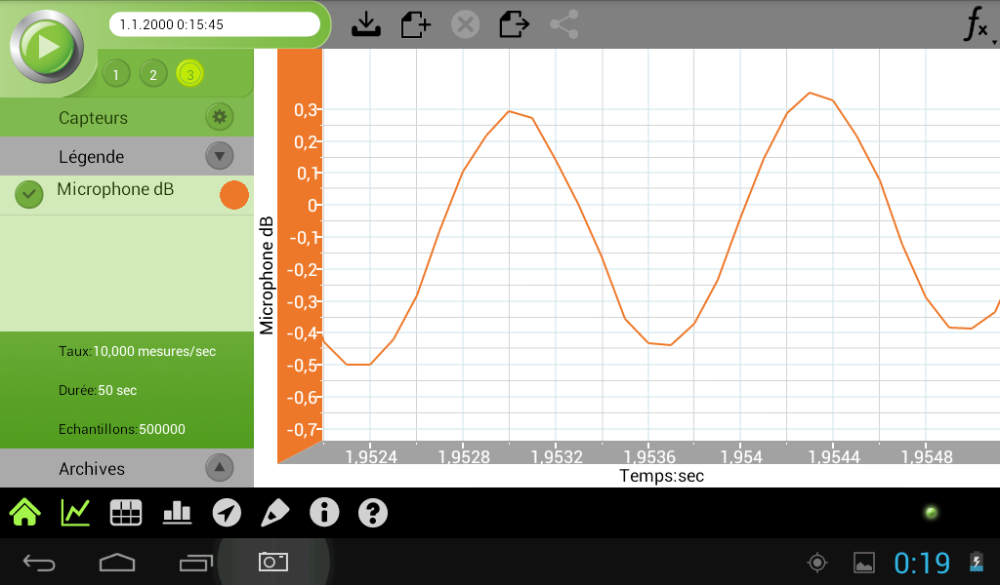 1.1.2000 0:15:45
fx
1 2 3
Capteurs
Légende
Microphone dB
Taux:10,000 mesures/sec
Durée:50 sec
Echantillons:500000
Archives
Microphone dB
0,3
0,2
0,1
0
-0,1
-0,2
-0,3
-0,4
-0,5
-0,6
-0,7
1,9524 1,9528 1,9532 1,9536 1,954 1,9544 1,9548
Temps:sec
0:19